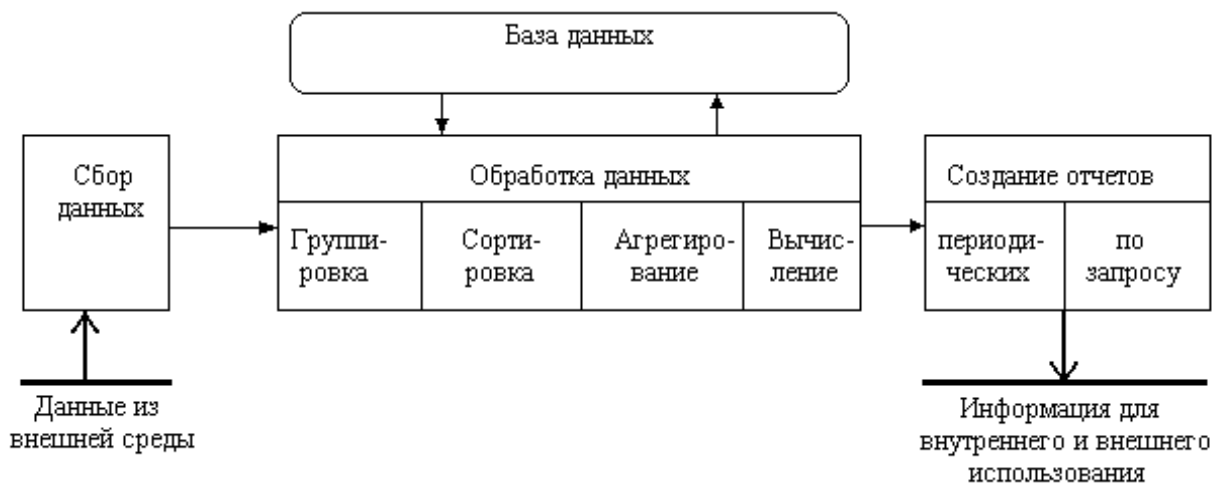 База данных
Сбор
данных
Обработка данных
Группи-
ровка
Сорти-
ровка
Агрегиро-
вание
Вычис-
ление
Создание отчетов
периоди-
ческих
по
запросу
Данные из
внешней среды
Информация для
внутреннего и внешнего
использования